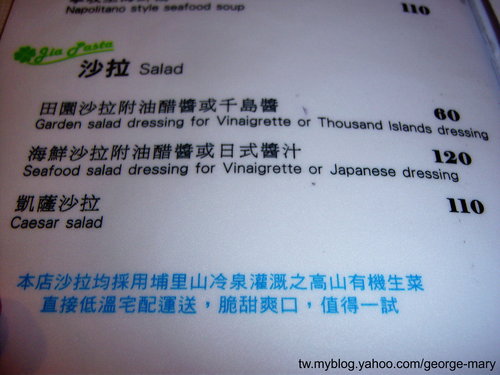 Napolitano style seafood soup 110
Jia Pasta
沙拉 Salad
田園沙拉附油醋醬或千島醬 60
Garden salad dressing for Vinaigrette or Thousand Islands dressing
海鮮沙拉附油醋醬或日式醬汁 120
Seafood salad dressing for Vinaigrette or Japanese dressing
凱薩沙拉 110
Caesar salad
本店沙拉均採用埔里山冷泉灌溉之高山有機生菜
直接低溫宅配運送，脆甜爽口，值得一試
tw.myblog.yahoo.com/george-mary